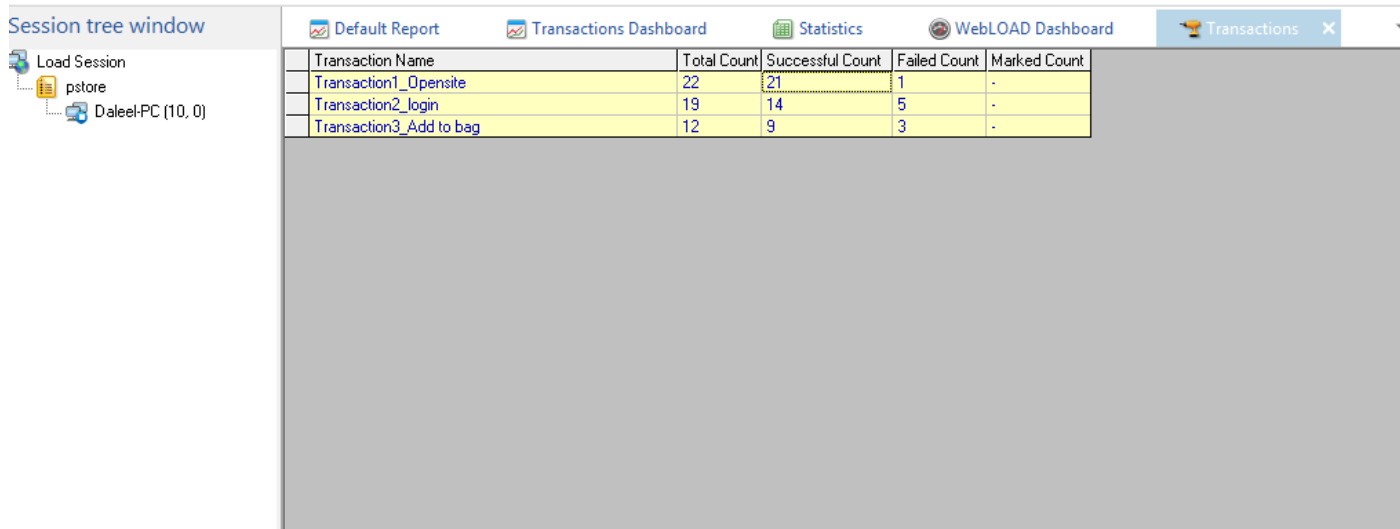 Session tree window
Load Session
pstore
Daleel-PC (10, 0)
Default Report Transactions Dashboard Statistics WebLOAD Dashboard Transactions
Transaction Name Total Count Successful Count Failed Count Marked Count
Transaction1_Opensite 22 21 1 -
Transaction2_login 19 14 5 -
Transaction3_Add to bag 12 9 3 -